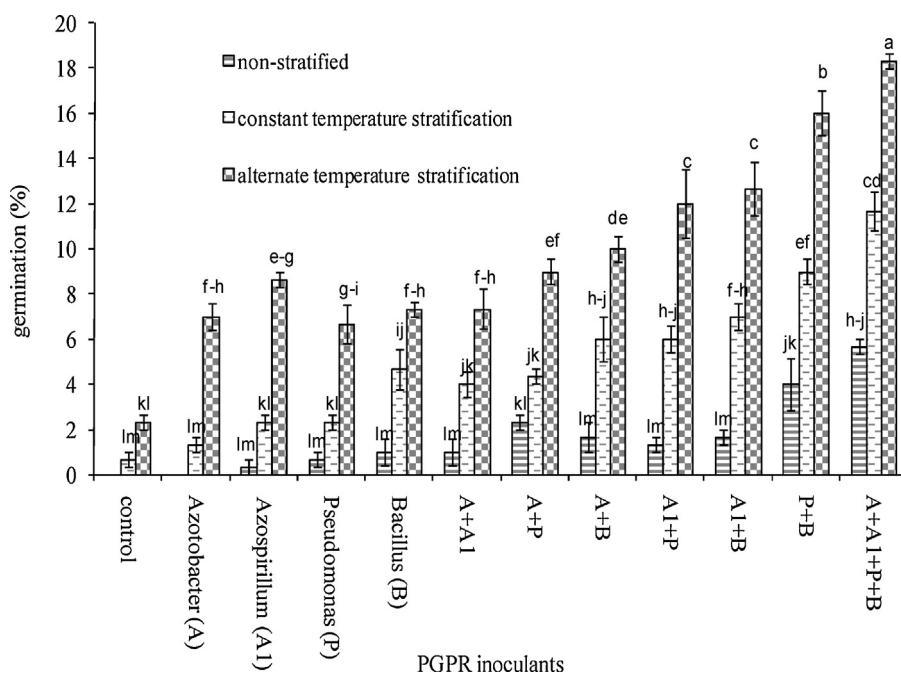 20
18
16
14
12
10
8
6
4
2
0
germination (%)
non-stratified
constant temperature stratification
alternate temperature stratification
lm
kl
lm
f-h
lm
kl
e-g
lm
kl
g-i
lm
ij
f-h
lm
jk
f-h
kl
jk
ef
lm
h-j
de
lm
h-j
c
lm
f-h
c
jk
ef
b
h-j
cd
a
control
Azotobacter (A)
Azospirillum (A1)
Pseudomonas (P)
Bacillus (B)
A+A1
A+P
A+B
A1+P
A1+B
P+B
A+A1+P+B
PGPR inoculants